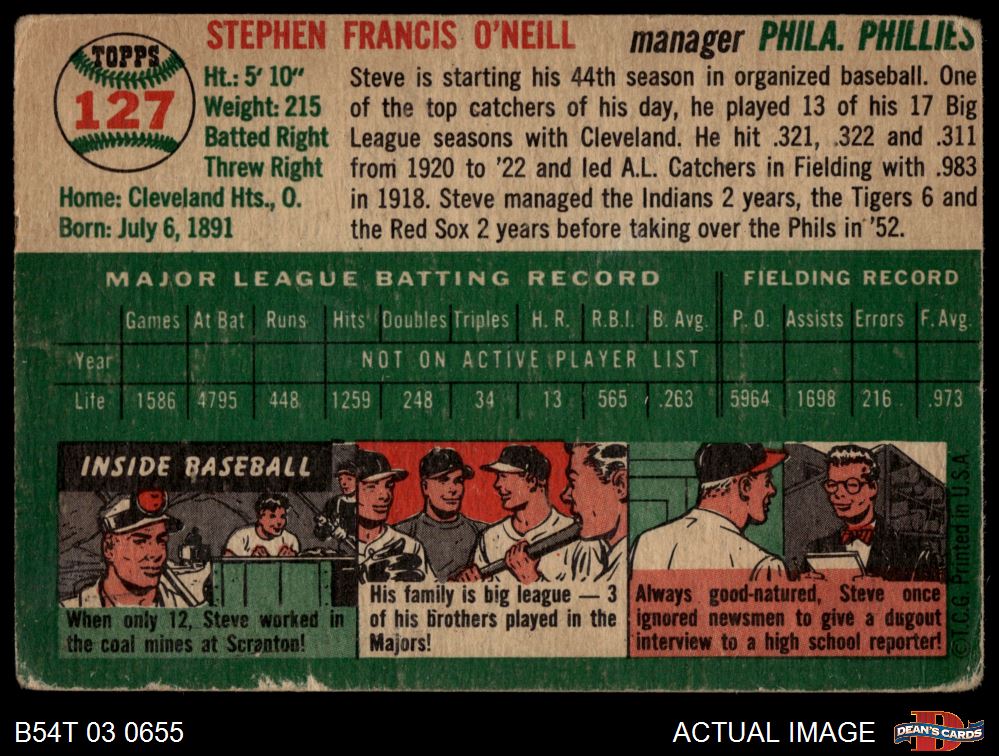 STEPHEN FRANCIS O'NEILL
manager PHILA. PHILLIES
TOPPS
127
Ht.: 5' 10"
Weight: 215
Batted Right
Threw Right
Home: Cleveland Hts., O.
Born: July 6, 1891
Steve is starting his 44th season in organized baseball. One
of the top catchers of his day, he played 13 of his 17 Big
League seasons with Cleveland. He hit .321, .322 and .311
from 1920 to '22 and led A.L. Catchers in Fielding with .983
in 1918. Steve managed the Indians 2 years, the Tigers 6 and
the Red Sox 2 years before taking over the Phils in '52.
MAJOR LEAGUE BATTING RECORD FIELDING RECORD
Games At Bat Runs Hits Doubles Triples H. R. R.B.I. B. Avg. P. O. Assists Errors F. Avg.
Year NOT ON ACTIVE PLAYER LIST
Life 1586 4795 448 1259 248 34 13 565 .263 5964 1698 216 .973
INSIDE BASEBALL
When only 12, Steve worked in
the coal mines at Scranton!
His family is big league — 3
of his brothers played in the
Majors!
Always good-natured, Steve once
ignored newsmen to give a dugout
interview to a high school reporter!
©T.C.G. Printed in U.S.A.
B54T 03 0655
ACTUAL IMAGE
DEAN'S CARDS